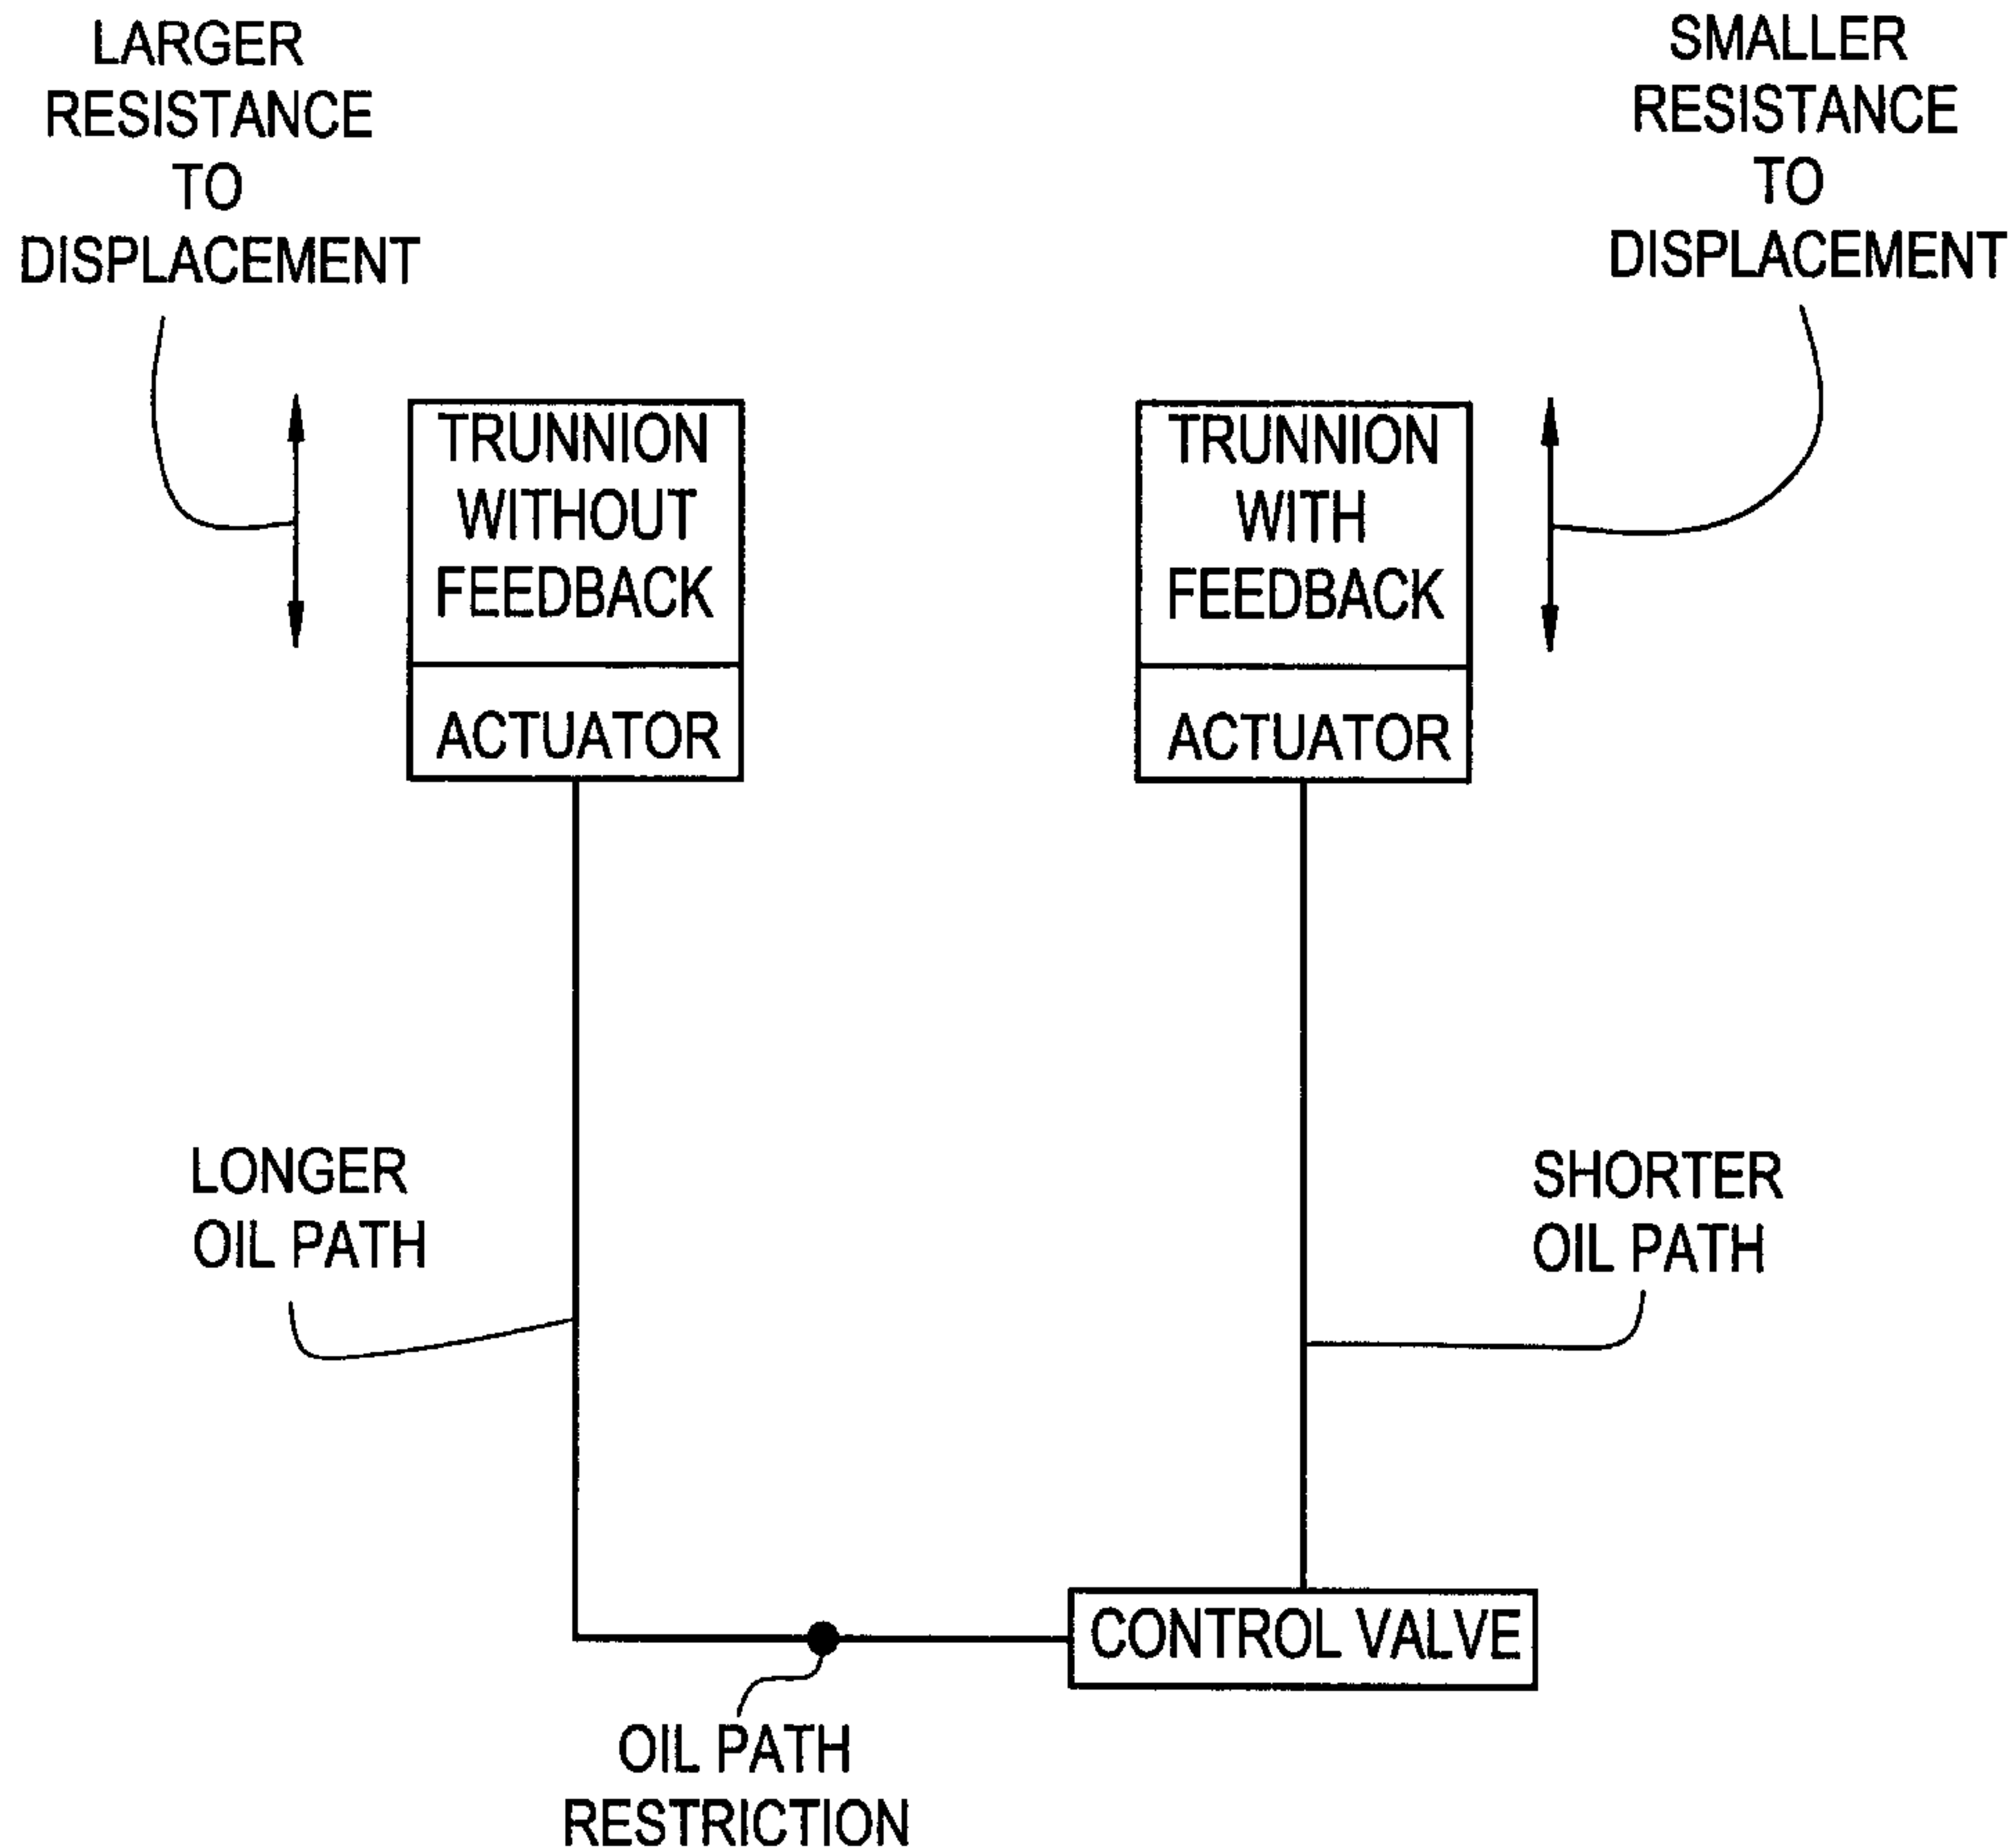 LARGER
RESISTANCE
TO
DISPLACEMENT
SMALLER
RESISTANCE
TO
DISPLACEMENT
TRUNNION
WITHOUT
FEEDBACK
ACTUATOR
TRUNNION
WITH
FEEDBACK
ACTUATOR
LONGER
OIL PATH
SHORTER
OIL PATH
CONTROL VALVE
OIL PATH
RESTRICTION